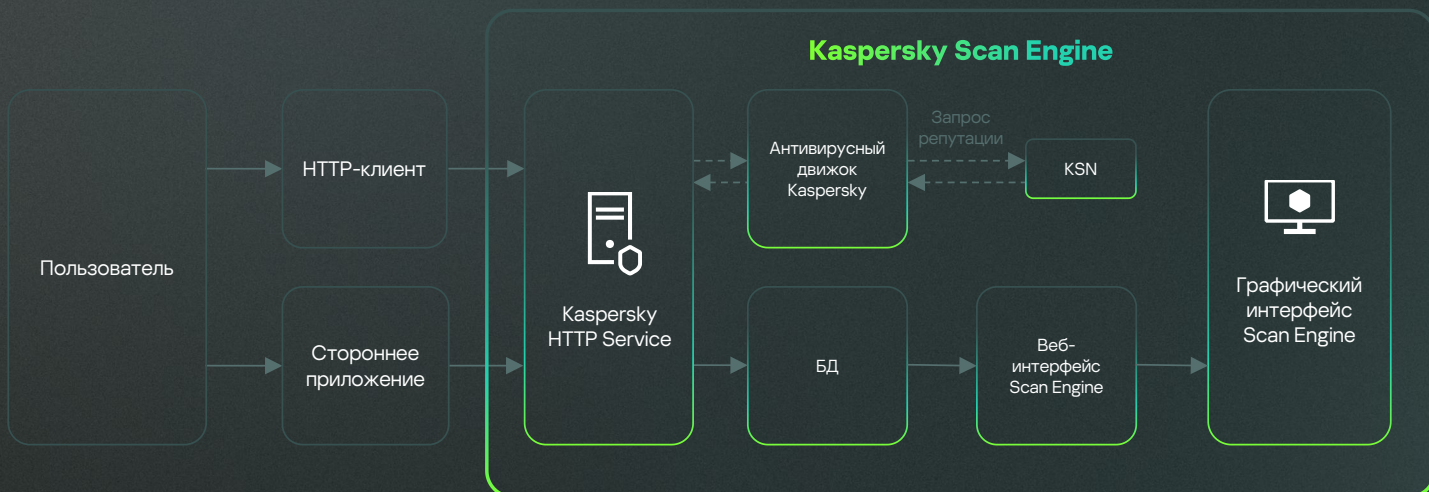 Kaspersky Scan Engine
Пользователь
HTTP-клиент
Стороннее
приложение
Kaspersky
HTTP Service
Антивирусный
движок
Kaspersky
Запрос
репутации
KSN
БД
Веб-
интерфейс
Scan Engine
Графический
интерфейс
Scan Engine